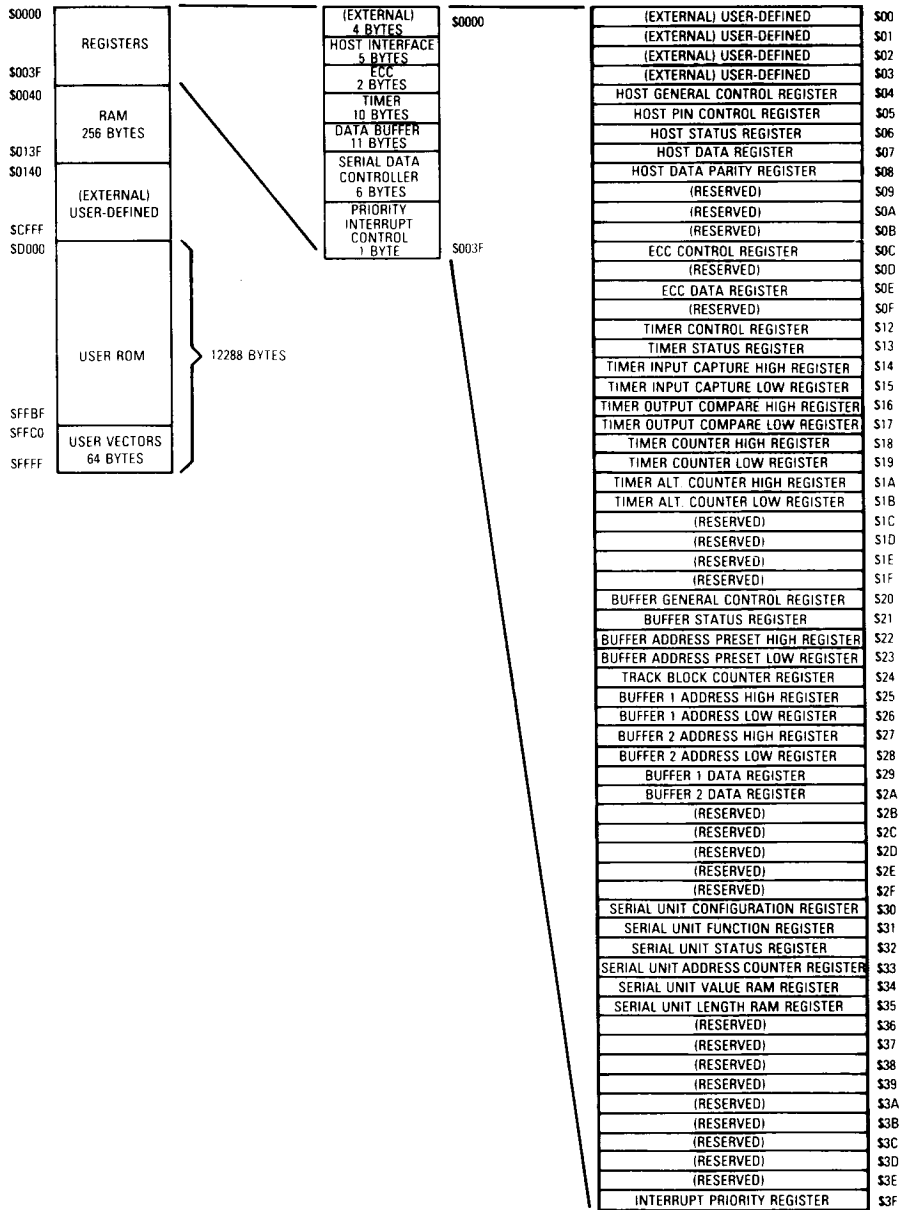 $0000
REGISTERS
$003F
$0040
RAM
256 BYTES
$013F
$0140
(EXTERNAL)
USER-DEFINED
$CFFF
$D000
USER ROM
12288 BYTES
$FFBF
$FFC0
USER VECTORS
64 BYTES
$FFFF
(EXTERNAL)
4 BYTES
$0000
HOST INTERFACE
5 BYTES
ECC
2 BYTES
TIMER
10 BYTES
DATA BUFFER
11 BYTES
SERIAL DATA
CONTROLLER
6 BYTES
PRIORITY
INTERRUPT
CONTROL
1 BYTE
$003F
(EXTERNAL) USER-DEFINED $00
(EXTERNAL) USER-DEFINED $01
(EXTERNAL) USER-DEFINED $02
(EXTERNAL) USER-DEFINED $03
HOST GENERAL CONTROL REGISTER $04
HOST PIN CONTROL REGISTER $05
HOST STATUS REGISTER $06
HOST DATA REGISTER $07
HOST DATA PARITY REGISTER $08
(RESERVED) $09
(RESERVED) $0A
(RESERVED) $0B
ECC CONTROL REGISTER $0C
(RESERVED) $0D
ECC DATA REGISTER $0E
(RESERVED) $0F
TIMER CONTROL REGISTER $12
TIMER STATUS REGISTER $13
TIMER INPUT CAPTURE HIGH REGISTER $14
TIMER INPUT CAPTURE LOW REGISTER $15
TIMER OUTPUT COMPARE HIGH REGISTER $16
TIMER OUTPUT COMPARE LOW REGISTER $17
TIMER COUNTER HIGH REGISTER $18
TIMER COUNTER LOW REGISTER $19
TIMER ALT. COUNTER HIGH REGISTER $1A
TIMER ALT. COUNTER LOW REGISTER $1B
(RESERVED) $1C
(RESERVED) $1D
(RESERVED) $1E
(RESERVED) $1F
BUFFER GENERAL CONTROL REGISTER $20
BUFFER STATUS REGISTER $21
BUFFER ADDRESS PRESET HIGH REGISTER $22
BUFFER ADDRESS PRESET LOW REGISTER $23
TRACK BLOCK COUNTER REGISTER $24
BUFFER 1 ADDRESS HIGH REGISTER $25
BUFFER 1 ADDRESS LOW REGISTER $26
BUFFER 2 ADDRESS HIGH REGISTER $27
BUFFER 2 ADDRESS LOW REGISTER $28
BUFFER 1 DATA REGISTER $29
BUFFER 2 DATA REGISTER $2A
(RESERVED) $2B
(RESERVED) $2C
(RESERVED) $2D
(RESERVED) $2E
(RESERVED) $2F
SERIAL UNIT CONFIGURATION REGISTER $30
SERIAL UNIT FUNCTION REGISTER $31
SERIAL UNIT STATUS REGISTER $32
SERIAL UNIT ADDRESS COUNTER REGISTER $33
SERIAL UNIT VALUE RAM REGISTER $34
SERIAL UNIT LENGTH RAM REGISTER $35
(RESERVED) $36
(RESERVED) $37
(RESERVED) $38
(RESERVED) $39
(RESERVED) $3A
(RESERVED) $3B
(RESERVED) $3C
(RESERVED) $3D
(RESERVED) $3E
INTERRUPT PRIORITY REGISTER $3F